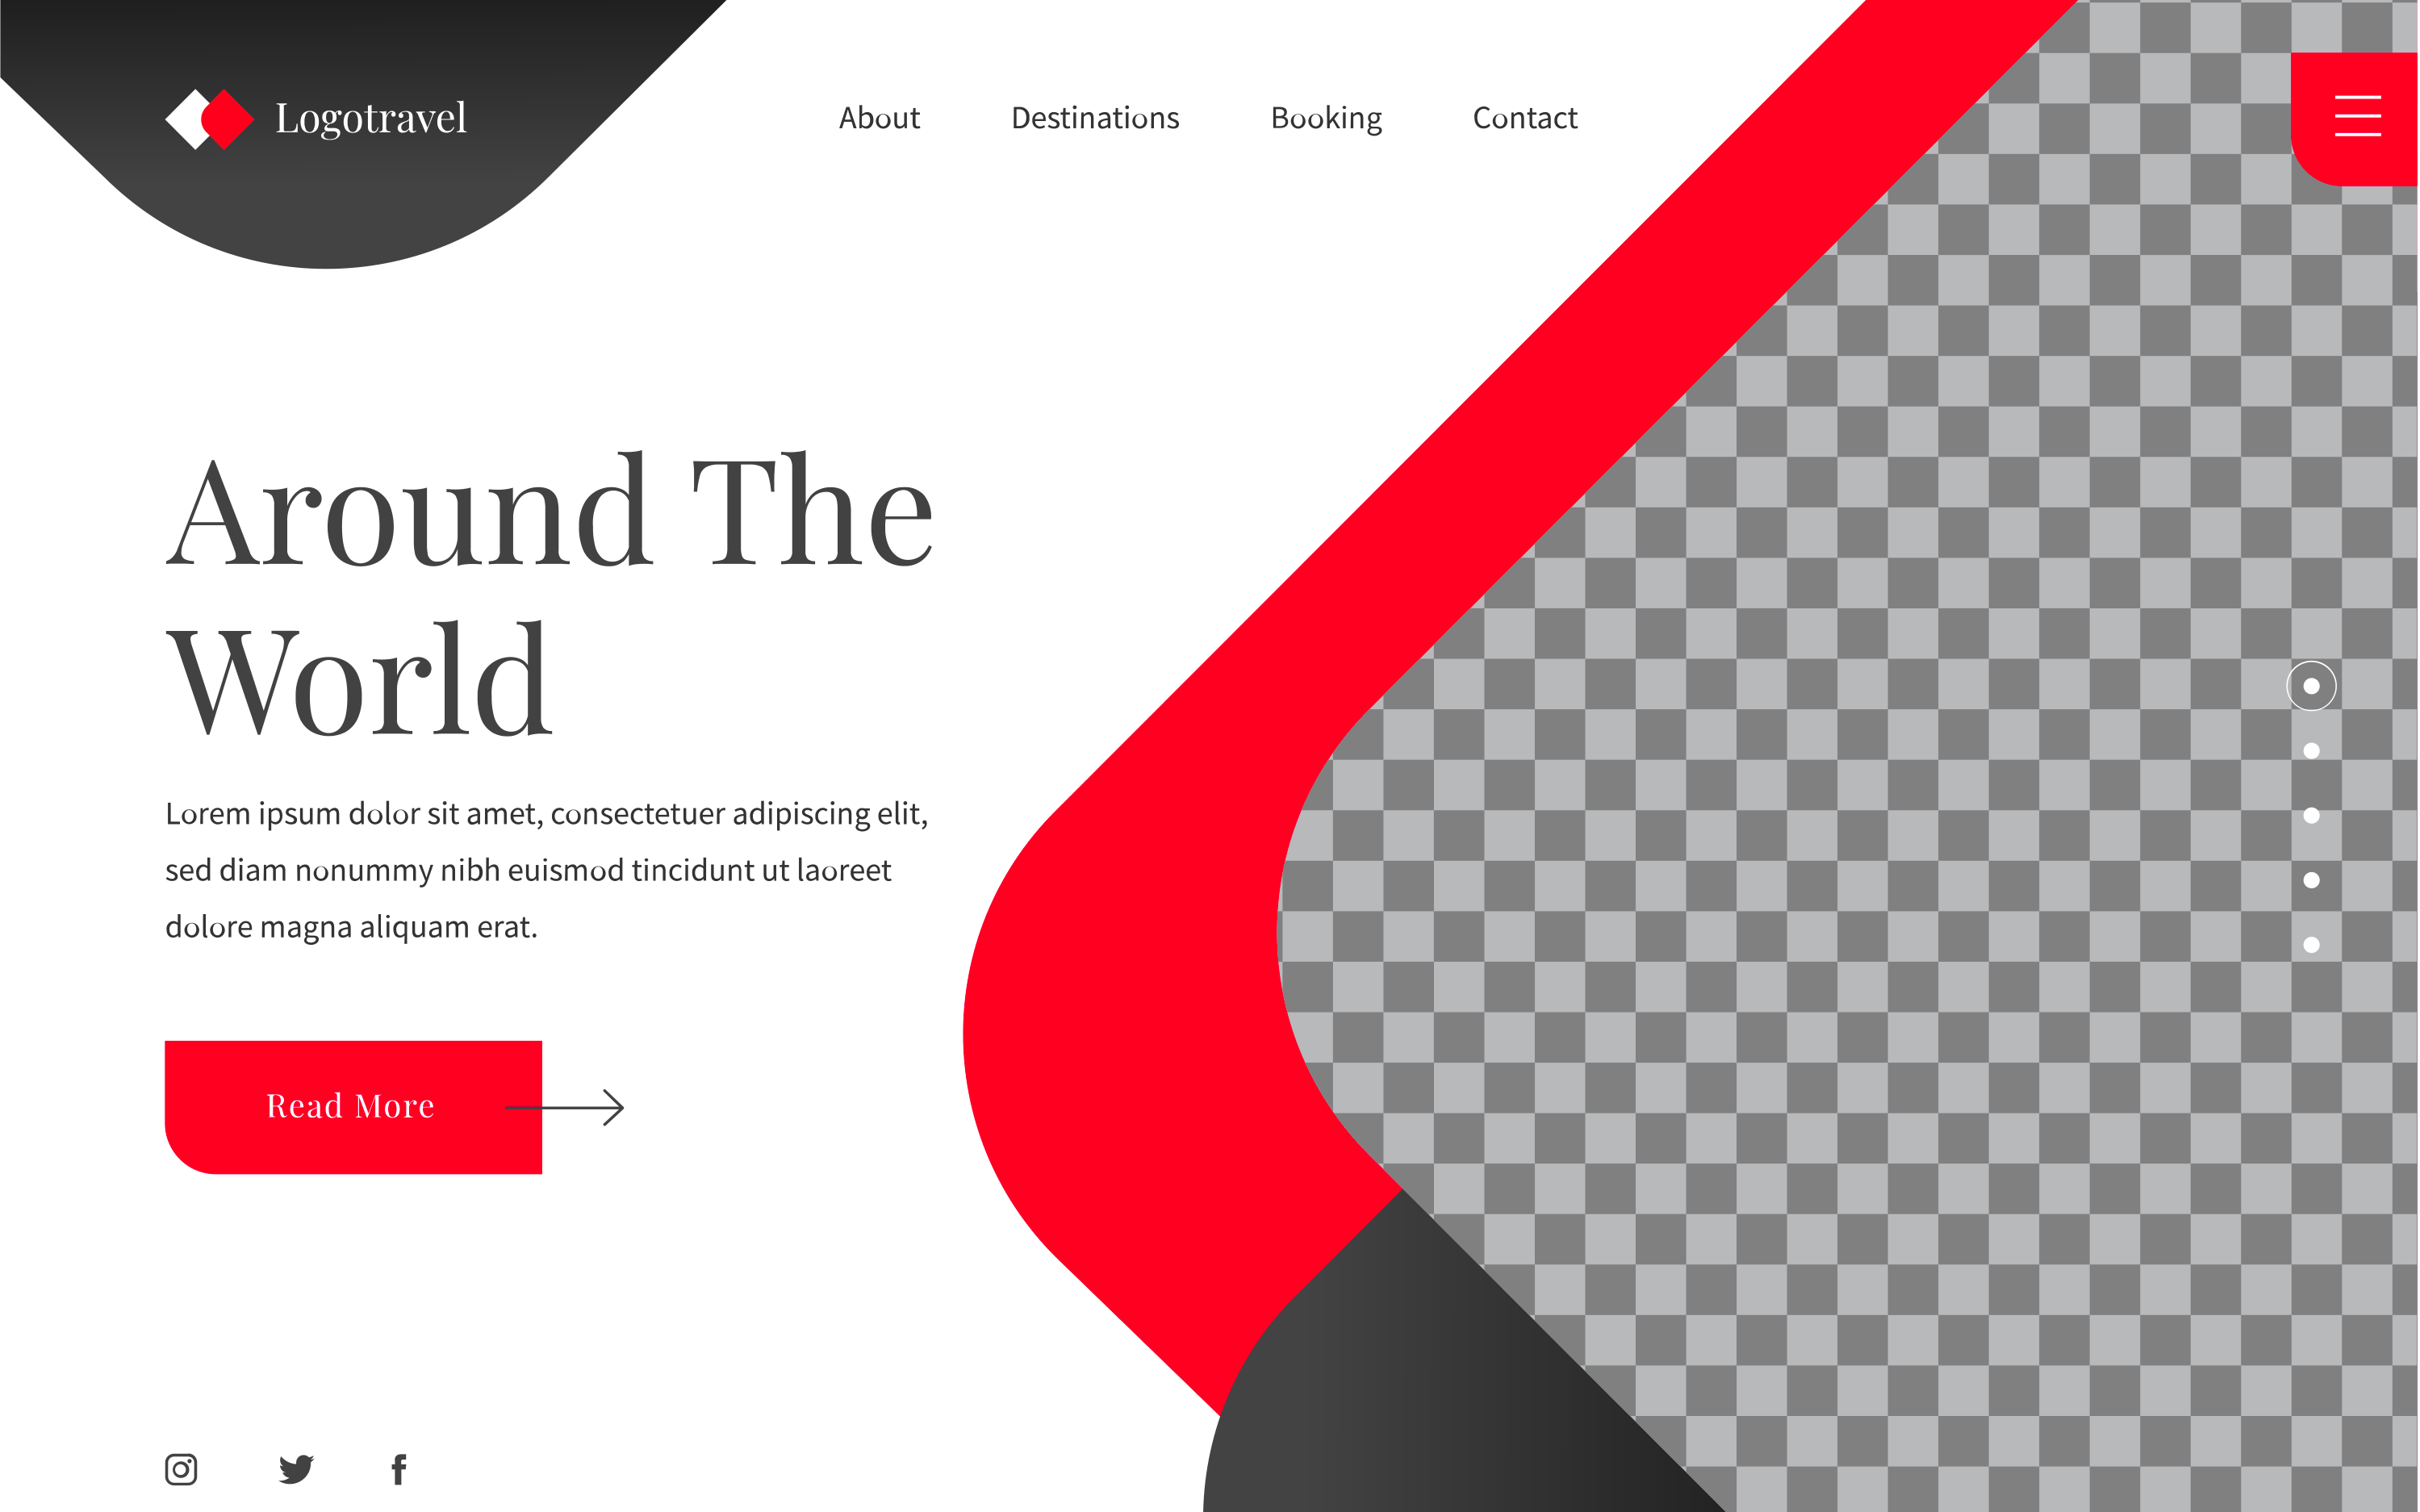 Logotravel
About Destinations Booking Contact
Around The
World
Lorem ipsum dolor sit amet, consectetuer adipiscing elit,
sed diam nonummy nibh euismod tincidunt ut laoreet
dolore magna aliquam erat.
Read More